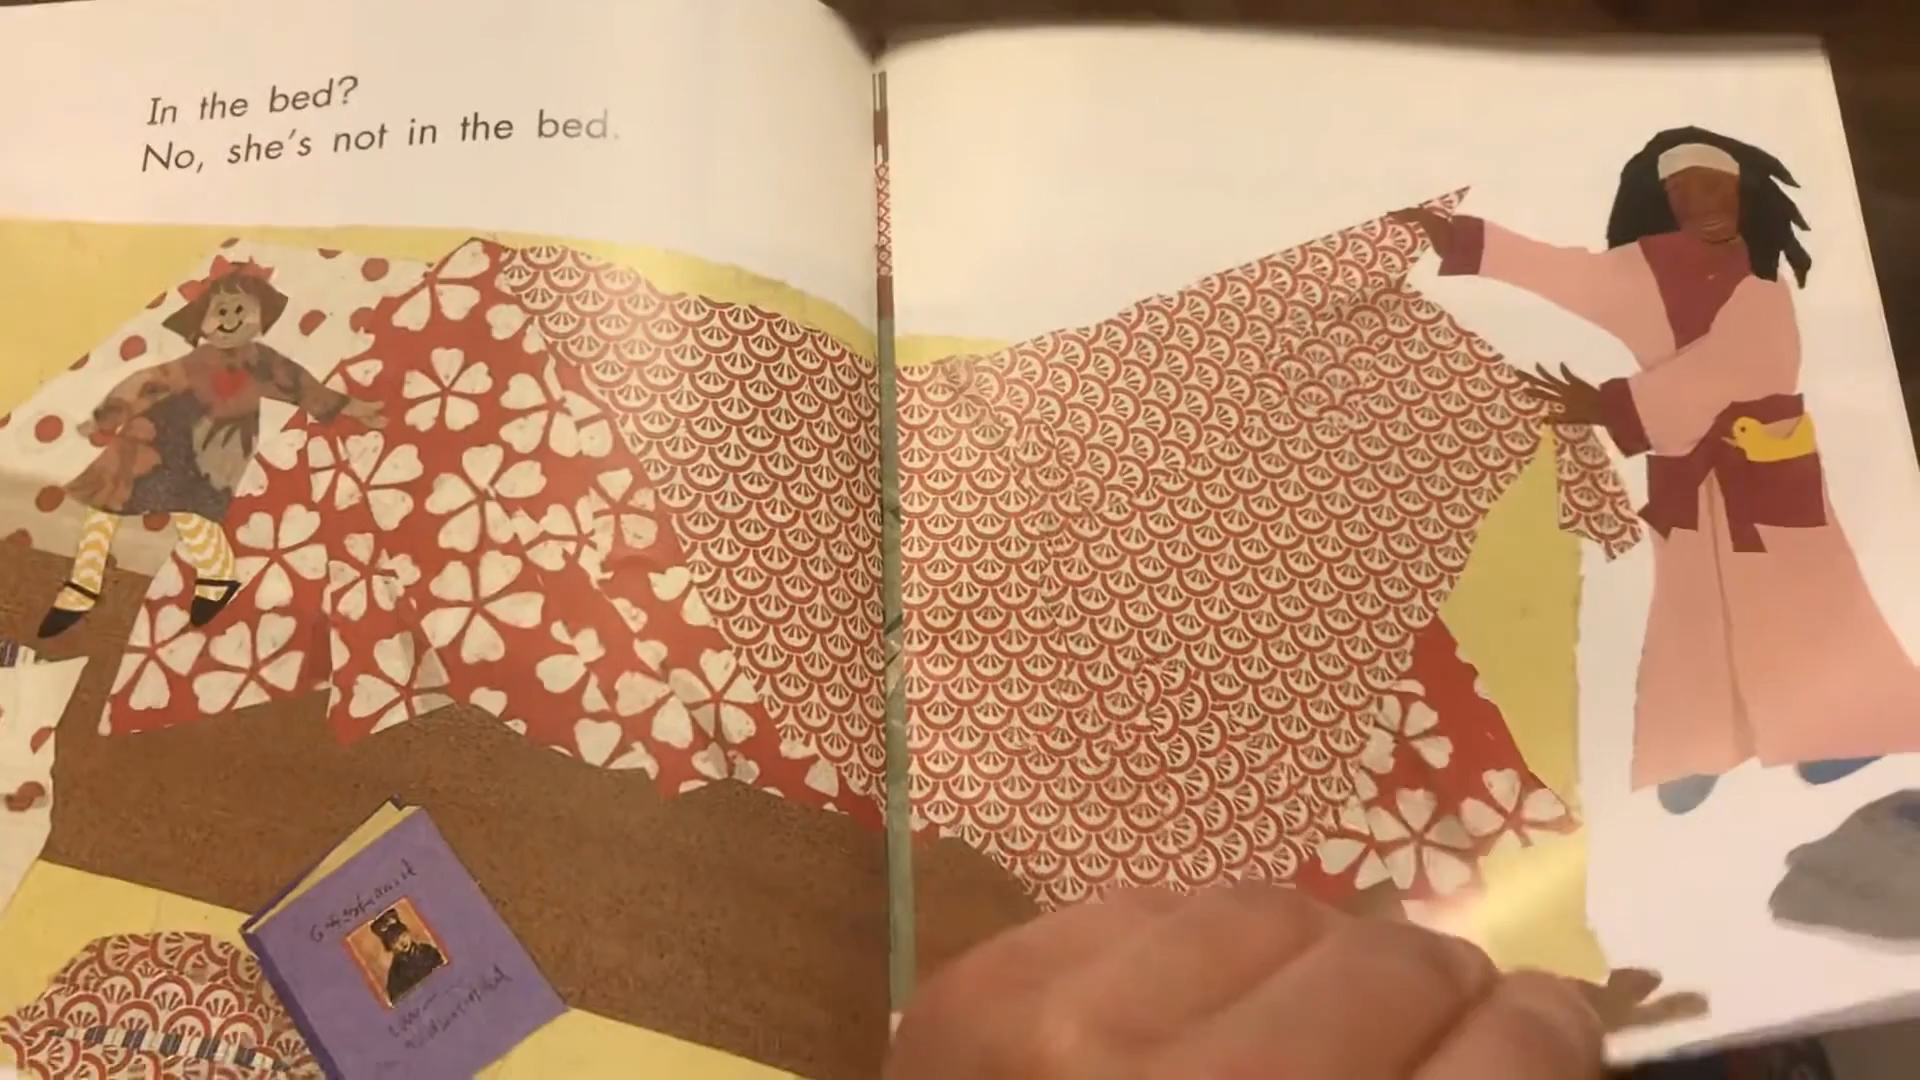 In the bed?
No, she's not in the bed.